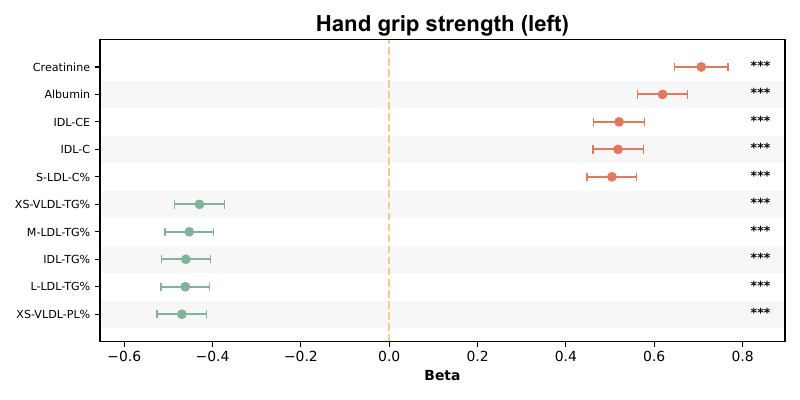 Hand grip strength (left)
Creatinine ***
Albumin ***
IDL-CE ***
IDL-C ***
S-LDL-C% ***
XS-VLDL-TG% ***
M-LDL-TG% ***
IDL-TG% ***
L-LDL-TG% ***
XS-VLDL-PL% ***
−0.6 −0.4 −0.2 0.0 0.2 0.4 0.6 0.8
Beta